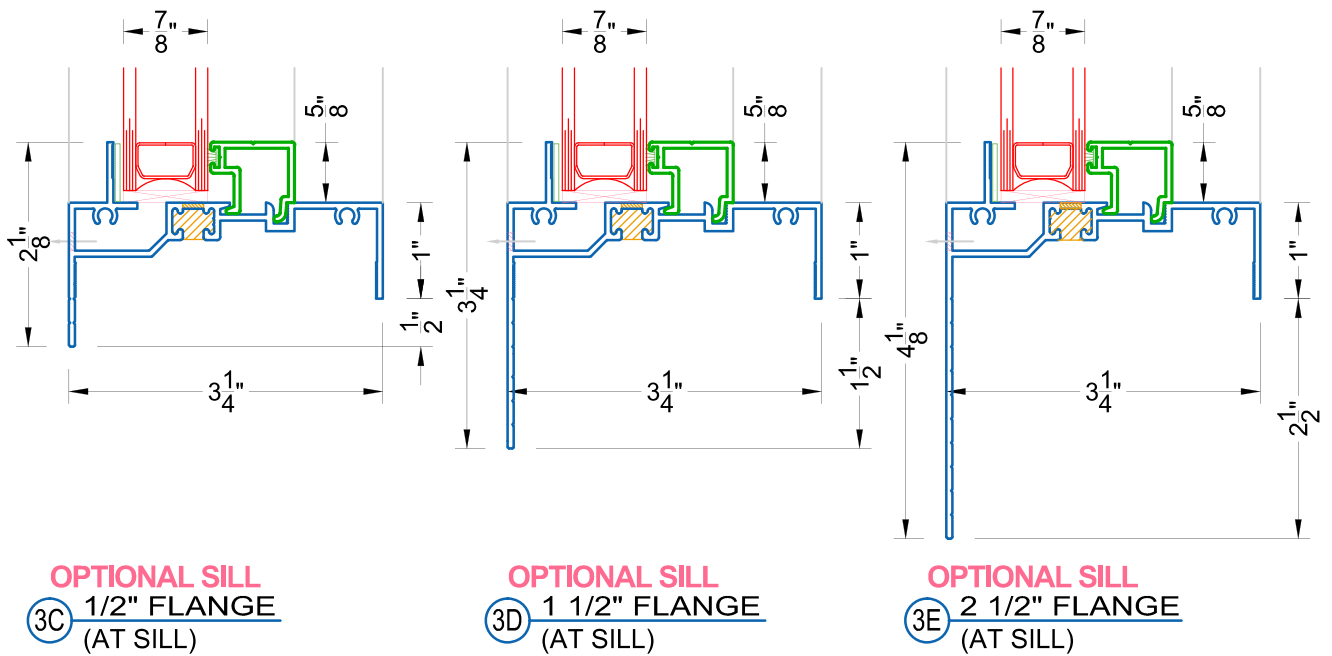 7/8"
5/8"
2 1/8"
1"
1/2"
3 1/4"
OPTIONAL SILL
3C 1/2" FLANGE
(AT SILL)
7/8"
5/8"
3 1/4"
1"
1 1/2"
3 1/4"
OPTIONAL SILL
3D 1 1/2" FLANGE
(AT SILL)
7/8"
5/8"
4 1/8"
1"
2 1/2"
3 1/4"
OPTIONAL SILL
3E 2 1/2" FLANGE
(AT SILL)